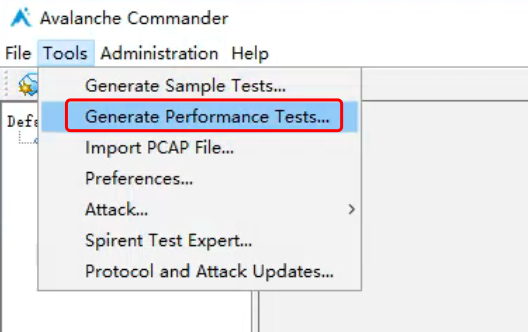 Avalanche Commander
File Tools Administration Help
Generate Sample Tests...
Generate Performance Tests...
Import PCAP File...
Preferences...
Attack...
Spirent Test Expert...
Protocol and Attack Updates...